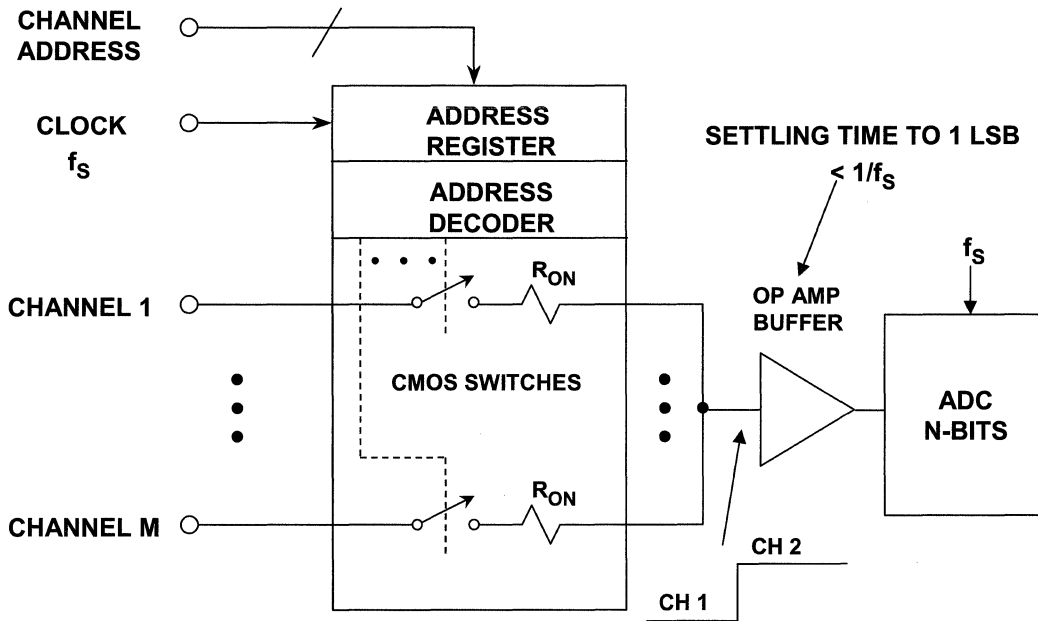 CHANNEL
ADDRESS
CLOCK
fS
ADDRESS
REGISTER
ADDRESS
DECODER
SETTLING TIME TO 1 LSB
< 1/fS
fS
CHANNEL 1
RON
OP AMP
BUFFER
CMOS SWITCHES
ADC
N-BITS
CHANNEL M
RON
CH 2
CH 1